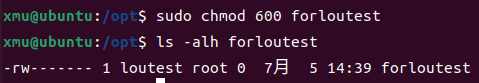 xmu@ubuntu:/opt$ sudo chmod 600 forloutest
xmu@ubuntu:/opt$ ls -alh forloutest
-rw------- 1 loutest root 0  7月  5 14:39 forloutest